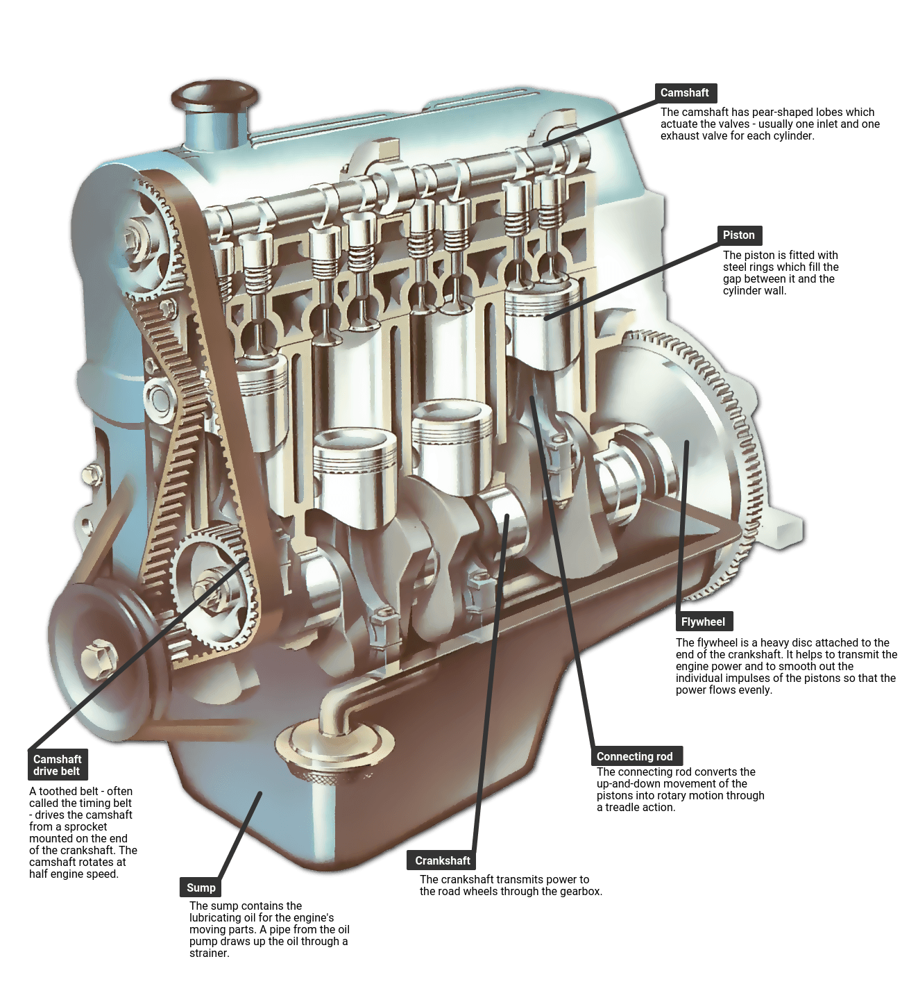 Camshaft
The camshaft has pear-shaped lobes which
actuate the valves - usually one inlet and one
exhaust valve for each cylinder.
Piston
The piston is fitted with
steel rings which fill the
gap between it and the
cylinder wall.
Flywheel
The flywheel is a heavy disc attached to the
end of the crankshaft. It helps to transmit the
engine power and to smooth out the
individual impulses of the pistons so that the
power flows evenly.
Connecting rod
The connecting rod converts the
up-and-down movement of the
pistons into rotary motion through
a treadle action.
Camshaft
drive belt
A toothed belt - often
called the timing belt
- drives the camshaft
from a sprocket
mounted on the end
of the crankshaft. The
camshaft rotates at
half engine speed.
Crankshaft
The crankshaft transmits power to
the road wheels through the gearbox.
Sump
The sump contains the
lubricating oil for the engine's
moving parts. A pipe from the oil
pump draws up the oil through a
strainer.